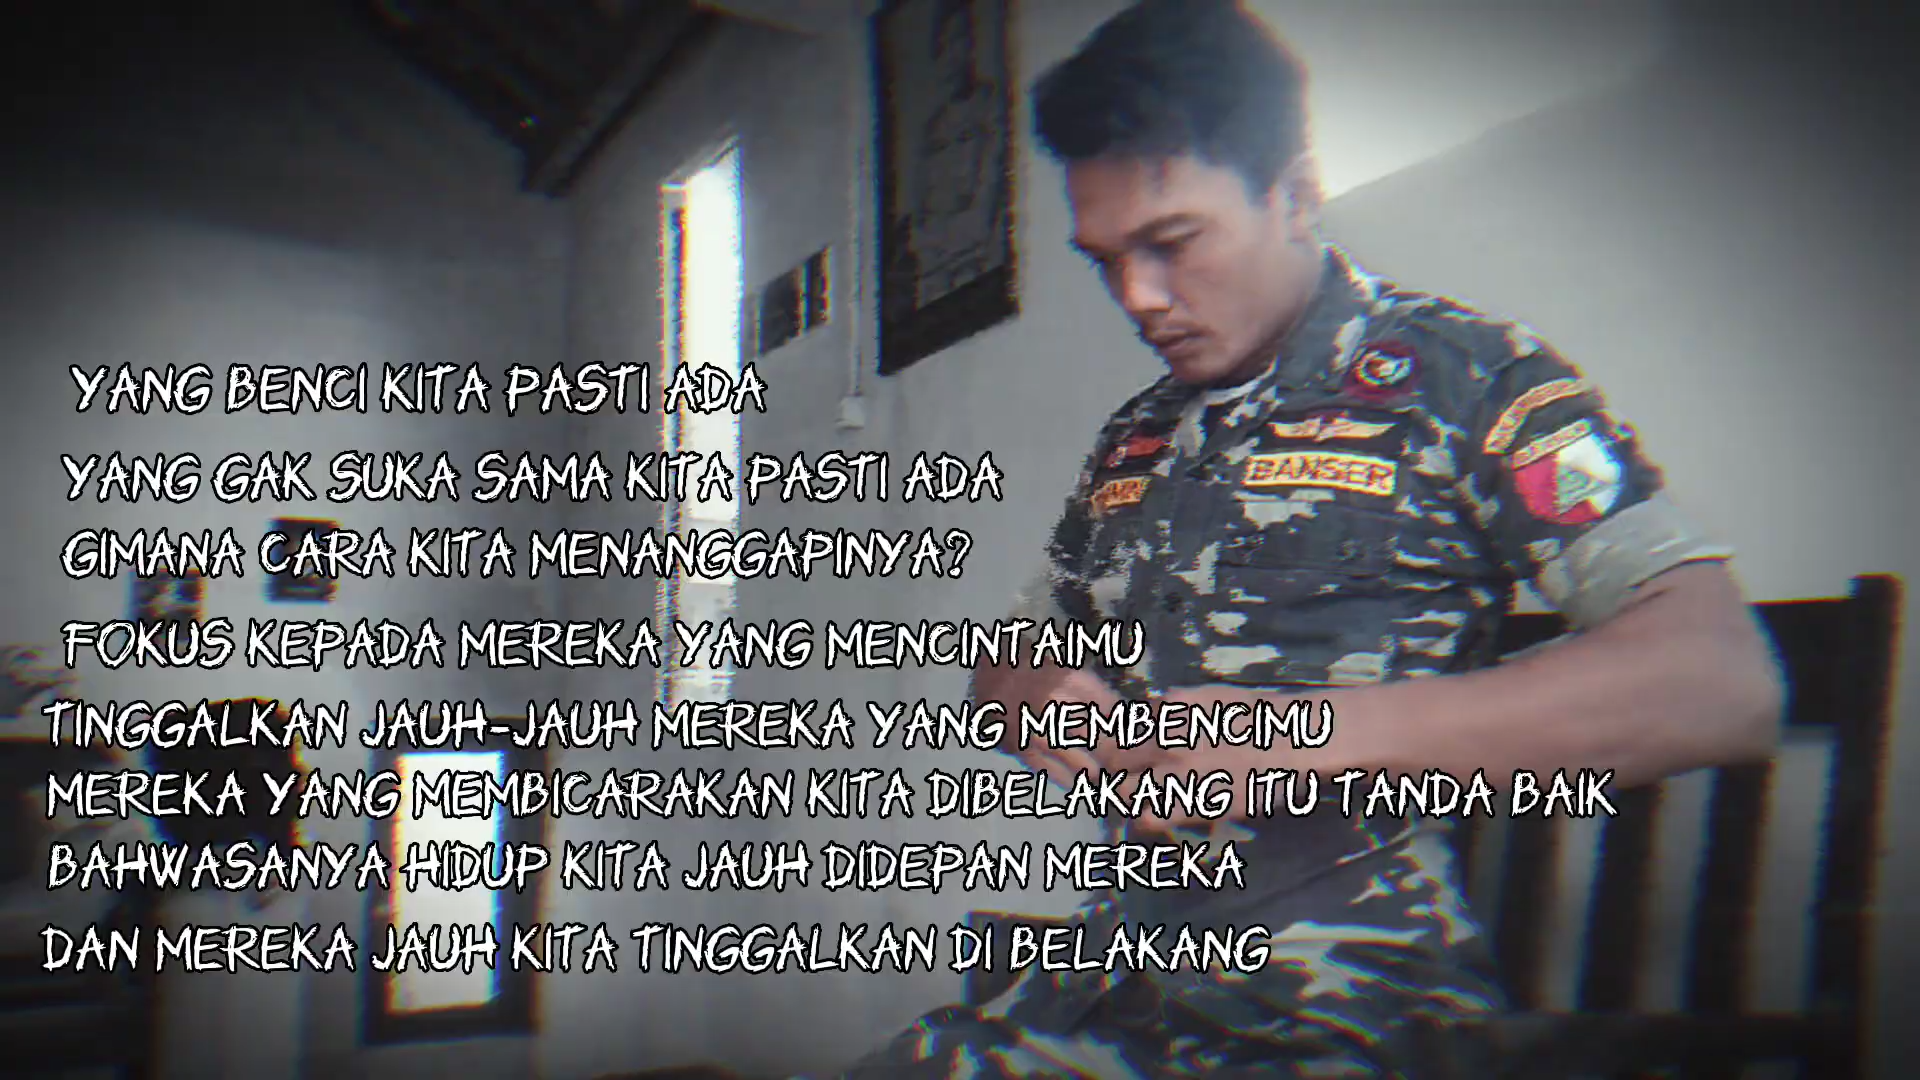 YANG BENCI KITA PASTI ADA
YANG GAK SUKA SAMA KITA PASTI ADA
GIMANA CARA KITA MENANGGAPINYA?
FOKUS KEPADA MEREKA YANG MENCINTAIMU
TINGGALKAN JAUH-JAUH MEREKA YANG MEMBENCIMU
MEREKA YANG MEMBICARAKAN KITA DIBELAKANG ITU TANDA BAIK
BAHWASANYA HIDUP KITA JAUH DIDEPAN MEREKA
DAN MEREKA JAUH KITA TINGGALKAN DI BELAKANG
BANSER